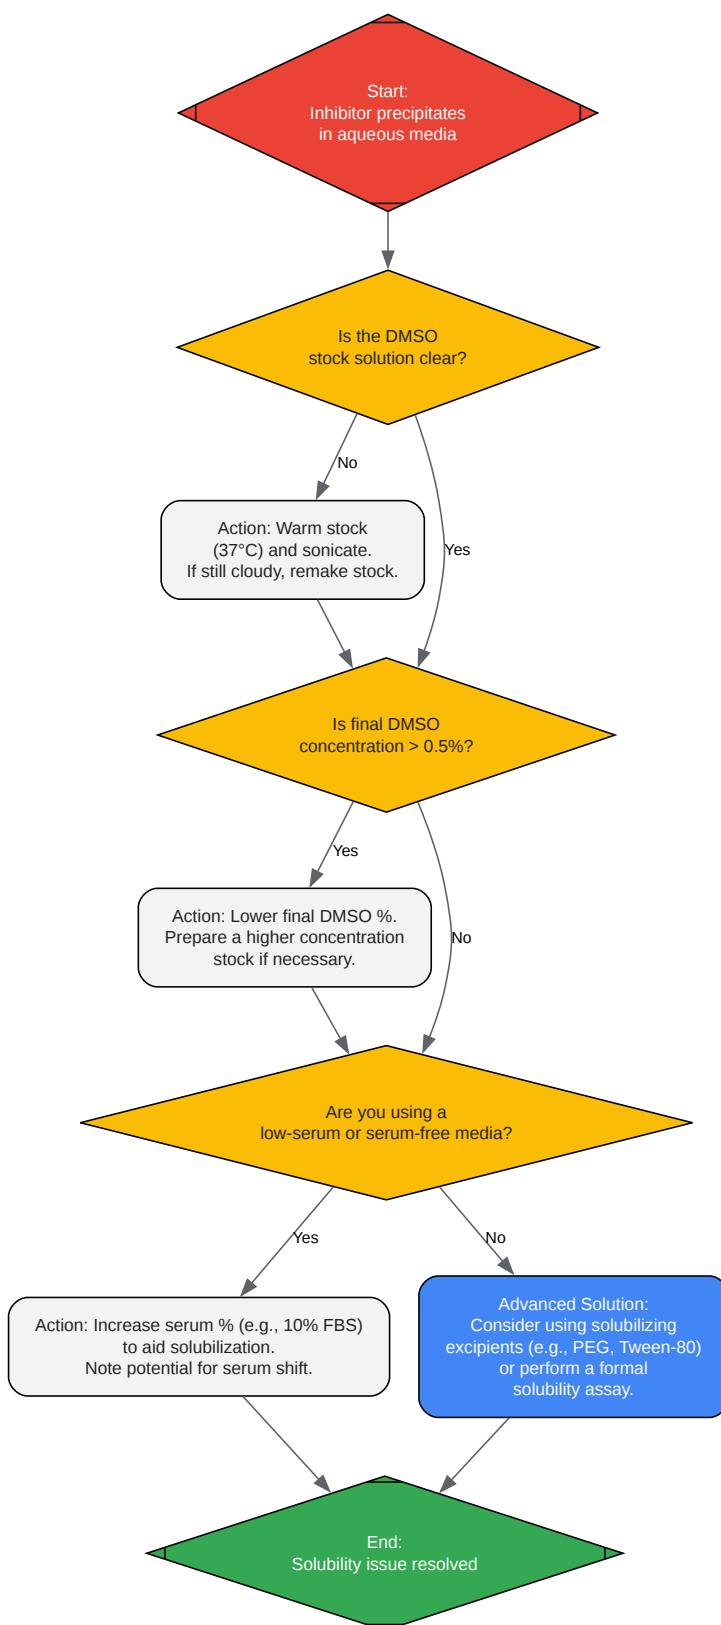 Start:
Inhibitor precipitates
in aqueous media
Is the DMSO
stock solution clear?
No
Yes
Action: Warm stock
(37°C) and sonicate.
If still cloudy, remake stock.
Is final DMSO
concentration > 0.5%?
Yes
No
Action: Lower final DMSO %.
Prepare a higher concentration
stock if necessary.
Are you using a
low-serum or serum-free media?
Yes
No
Action: Increase serum % (e.g., 10% FBS)
to aid solubilization.
Note potential for serum shift.
Advanced Solution:
Consider using solubilizing
excipients (e.g., PEG, Tween-80)
or perform a formal
solubility assay.
End:
Solubility issue resolved